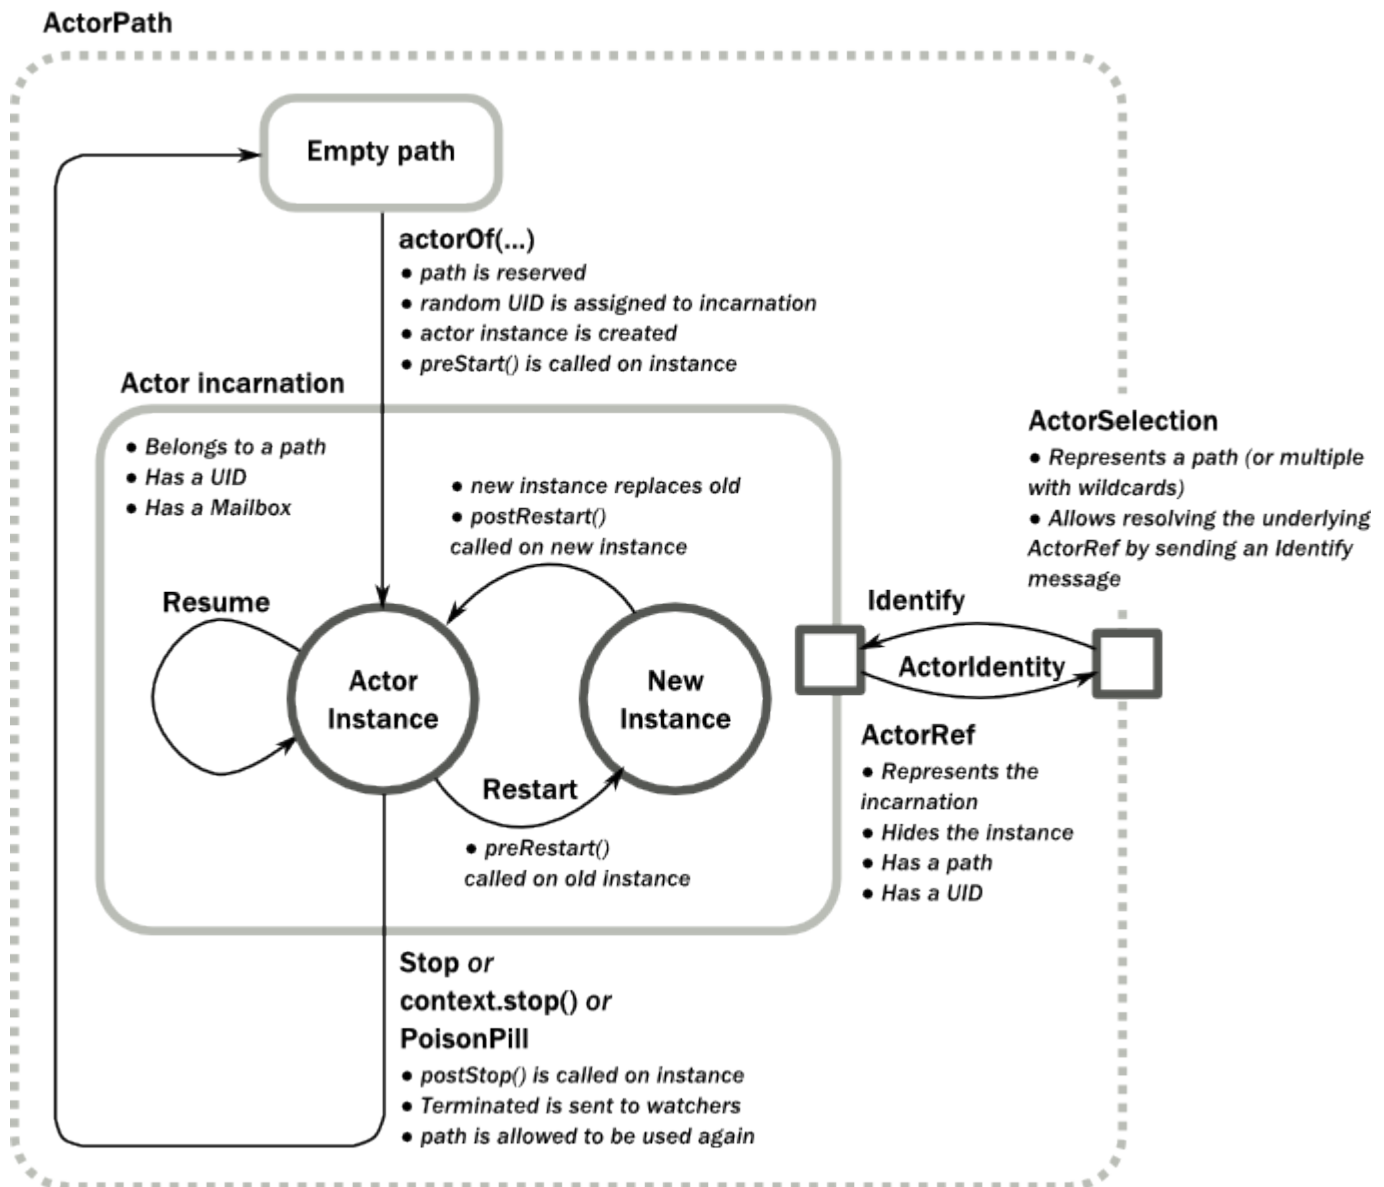 ActorPath
Empty path
actorOf(...)
● path is reserved
● random UID is assigned to incarnation
● actor instance is created
● preStart() is called on instance
Actor incarnation
● Belongs to a path
● Has a UID
● Has a Mailbox
● new instance replaces old
● postRestart()
called on new instance
Resume
Actor
Instance
New
Instance
Restart
● preRestart()
called on old instance
ActorSelection
● Represents a path (or multiple
with wildcards)
● Allows resolving the underlying
ActorRef by sending an Identify
message
Identify
ActorIdentity
ActorRef
● Represents the
incarnation
● Hides the instance
● Has a path
● Has a UID
Stop or
context.stop() or
PoisonPill
● postStop() is called on instance
● Terminated is sent to watchers
● path is allowed to be used again